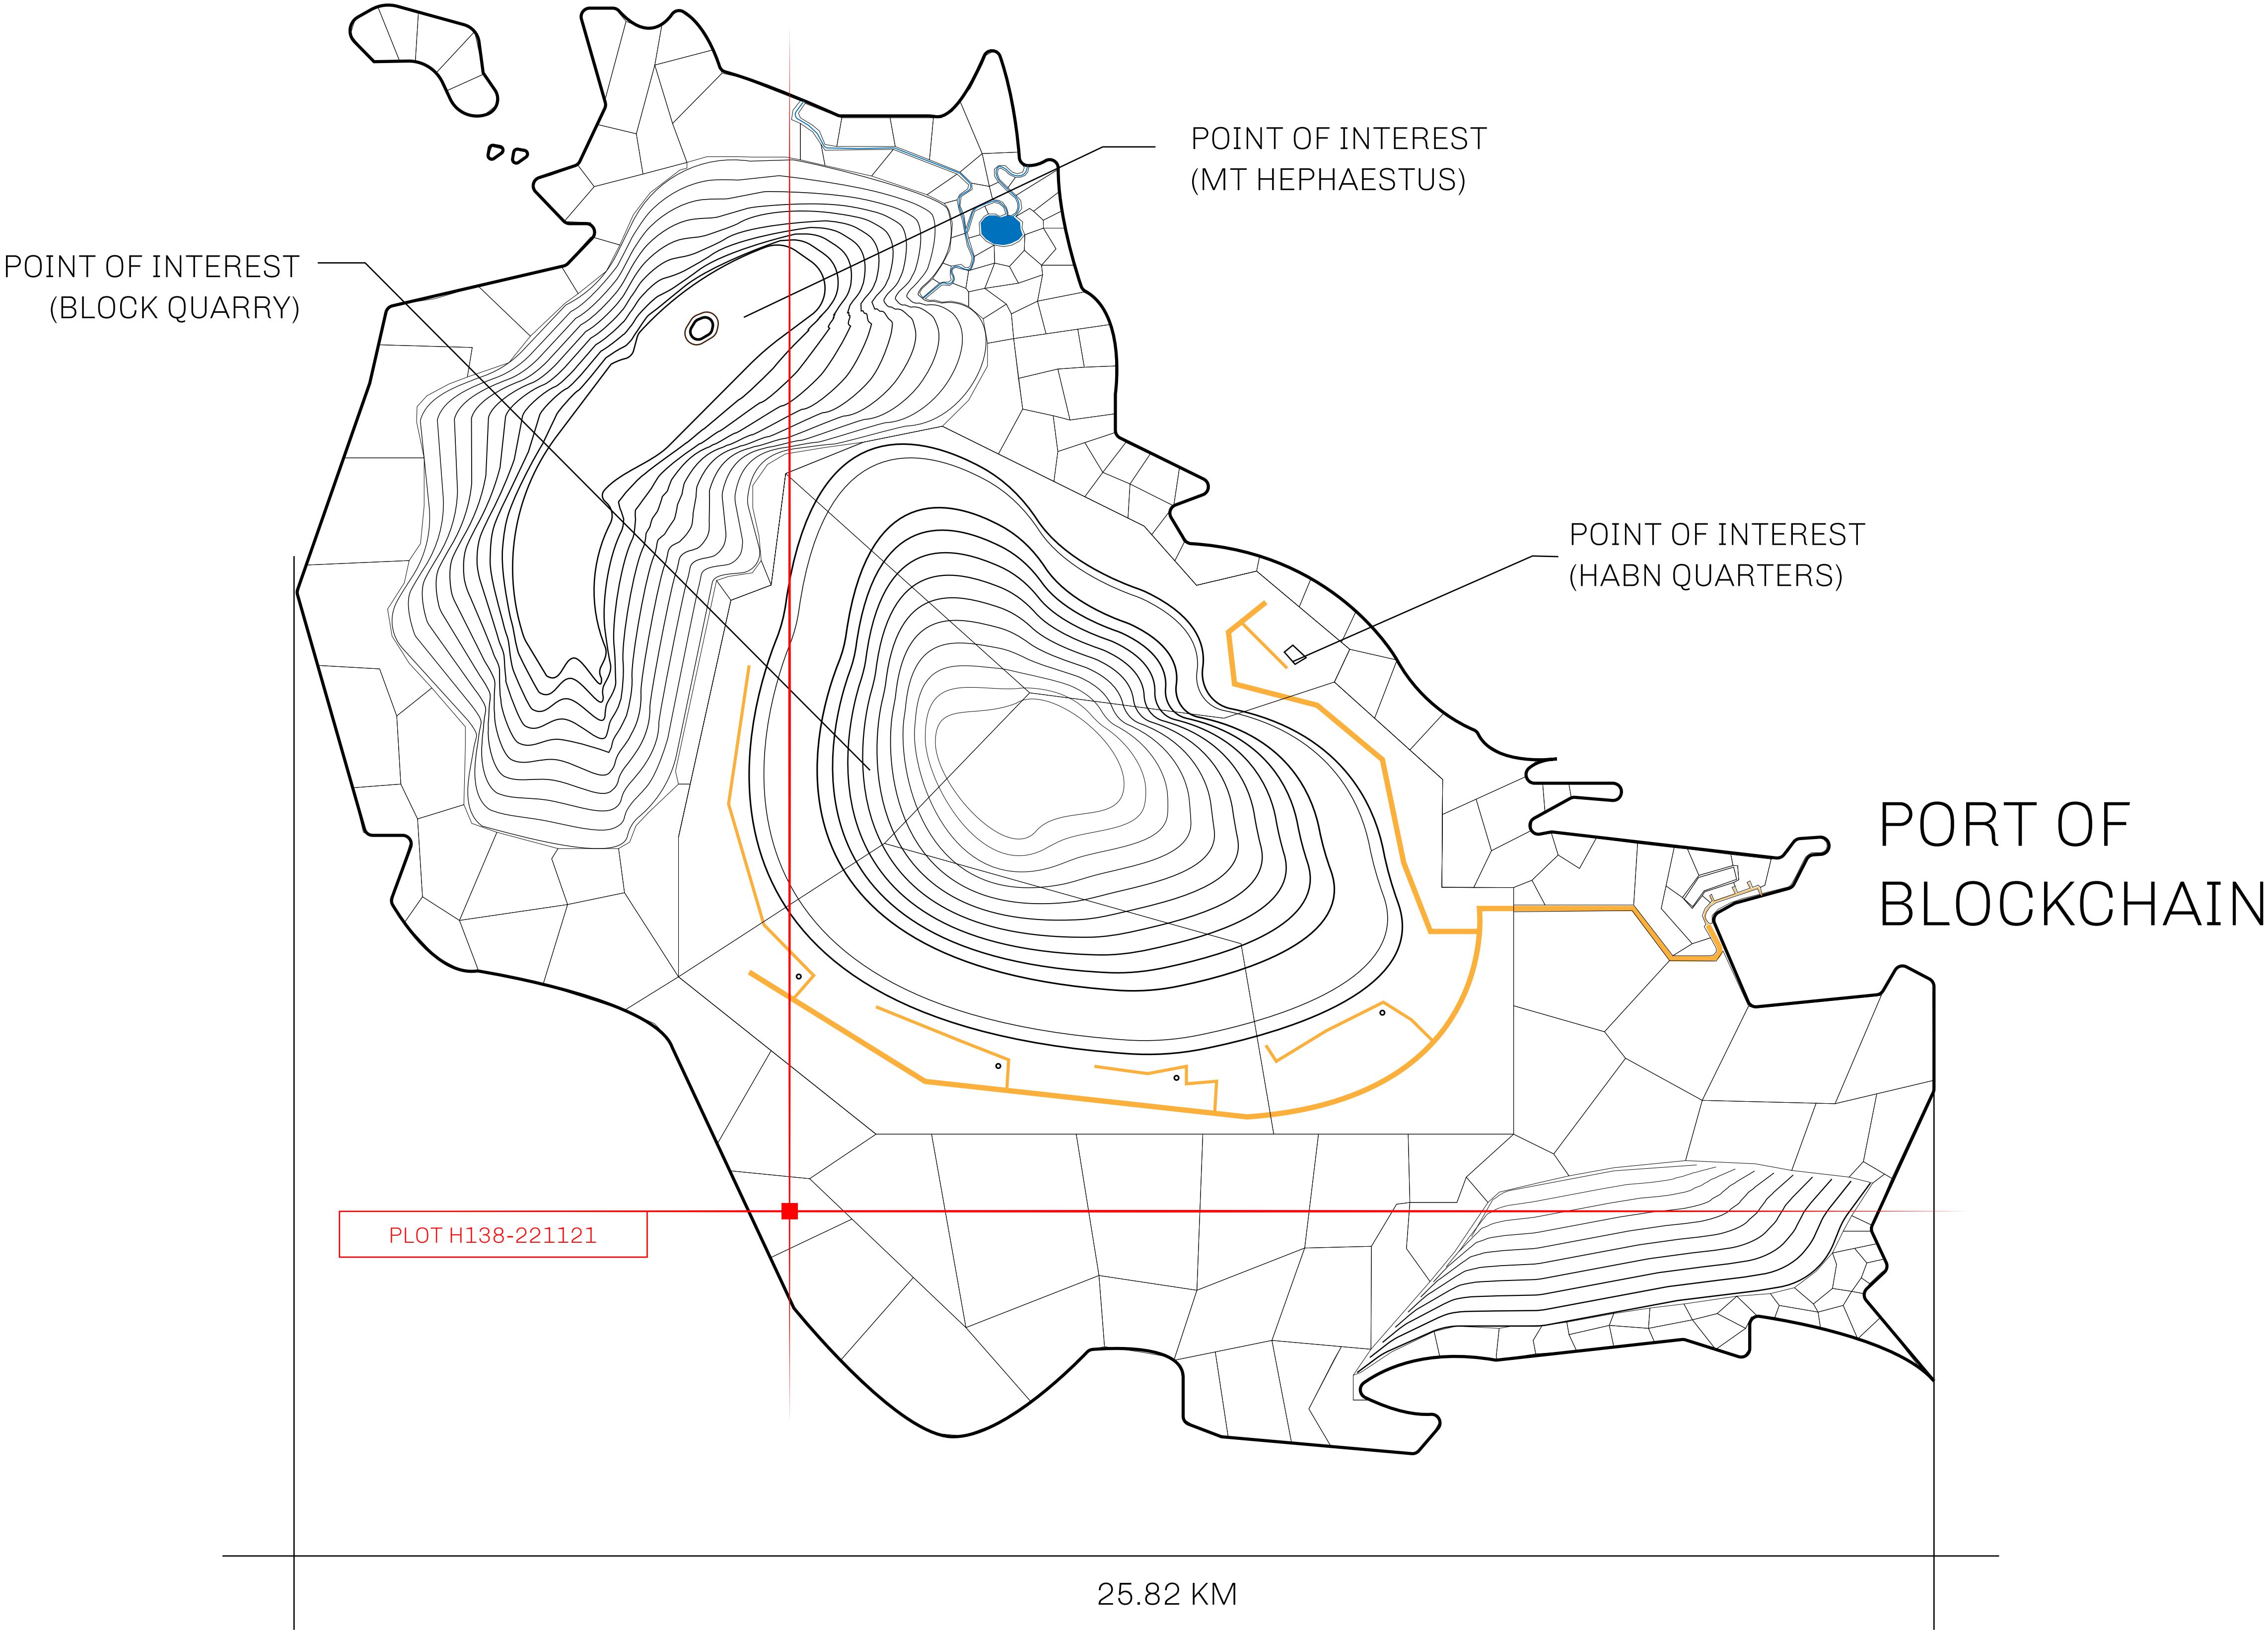 POINT OF INTEREST
(MT HEPHAESTUS)
POINT OF INTEREST
(BLOCK QUARRY)
POINT OF INTEREST
(HABN QUARTERS)
PORT OF
BLOCKCHAIN
PLOT H138-221121
25.82 KM